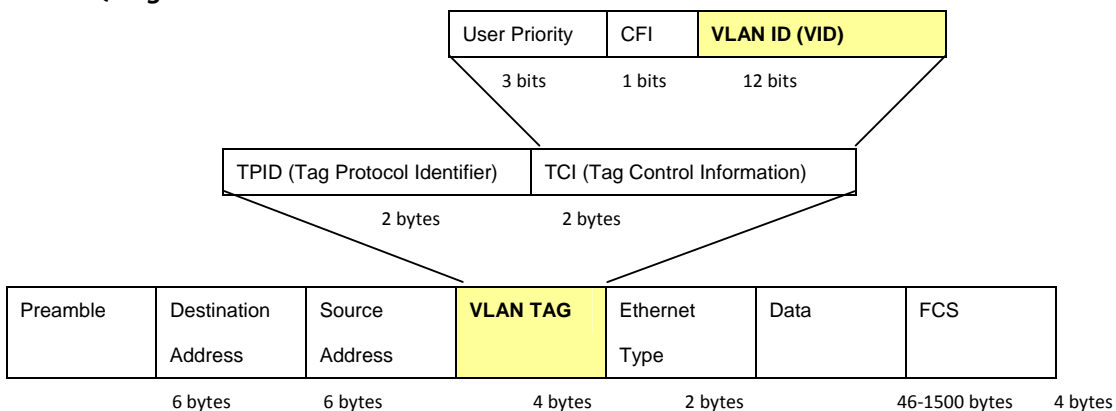 User Priority CFI VLAN ID (VID)
3 bits 1 bits 12 bits
TPID (Tag Protocol Identifier) TCI (Tag Control Information)
2 bytes 2 bytes
Preamble Destination Address Source Address VLAN TAG Ethernet Type Data FCS
6 bytes 6 bytes 4 bytes 2 bytes 46-1500 bytes 4 bytes